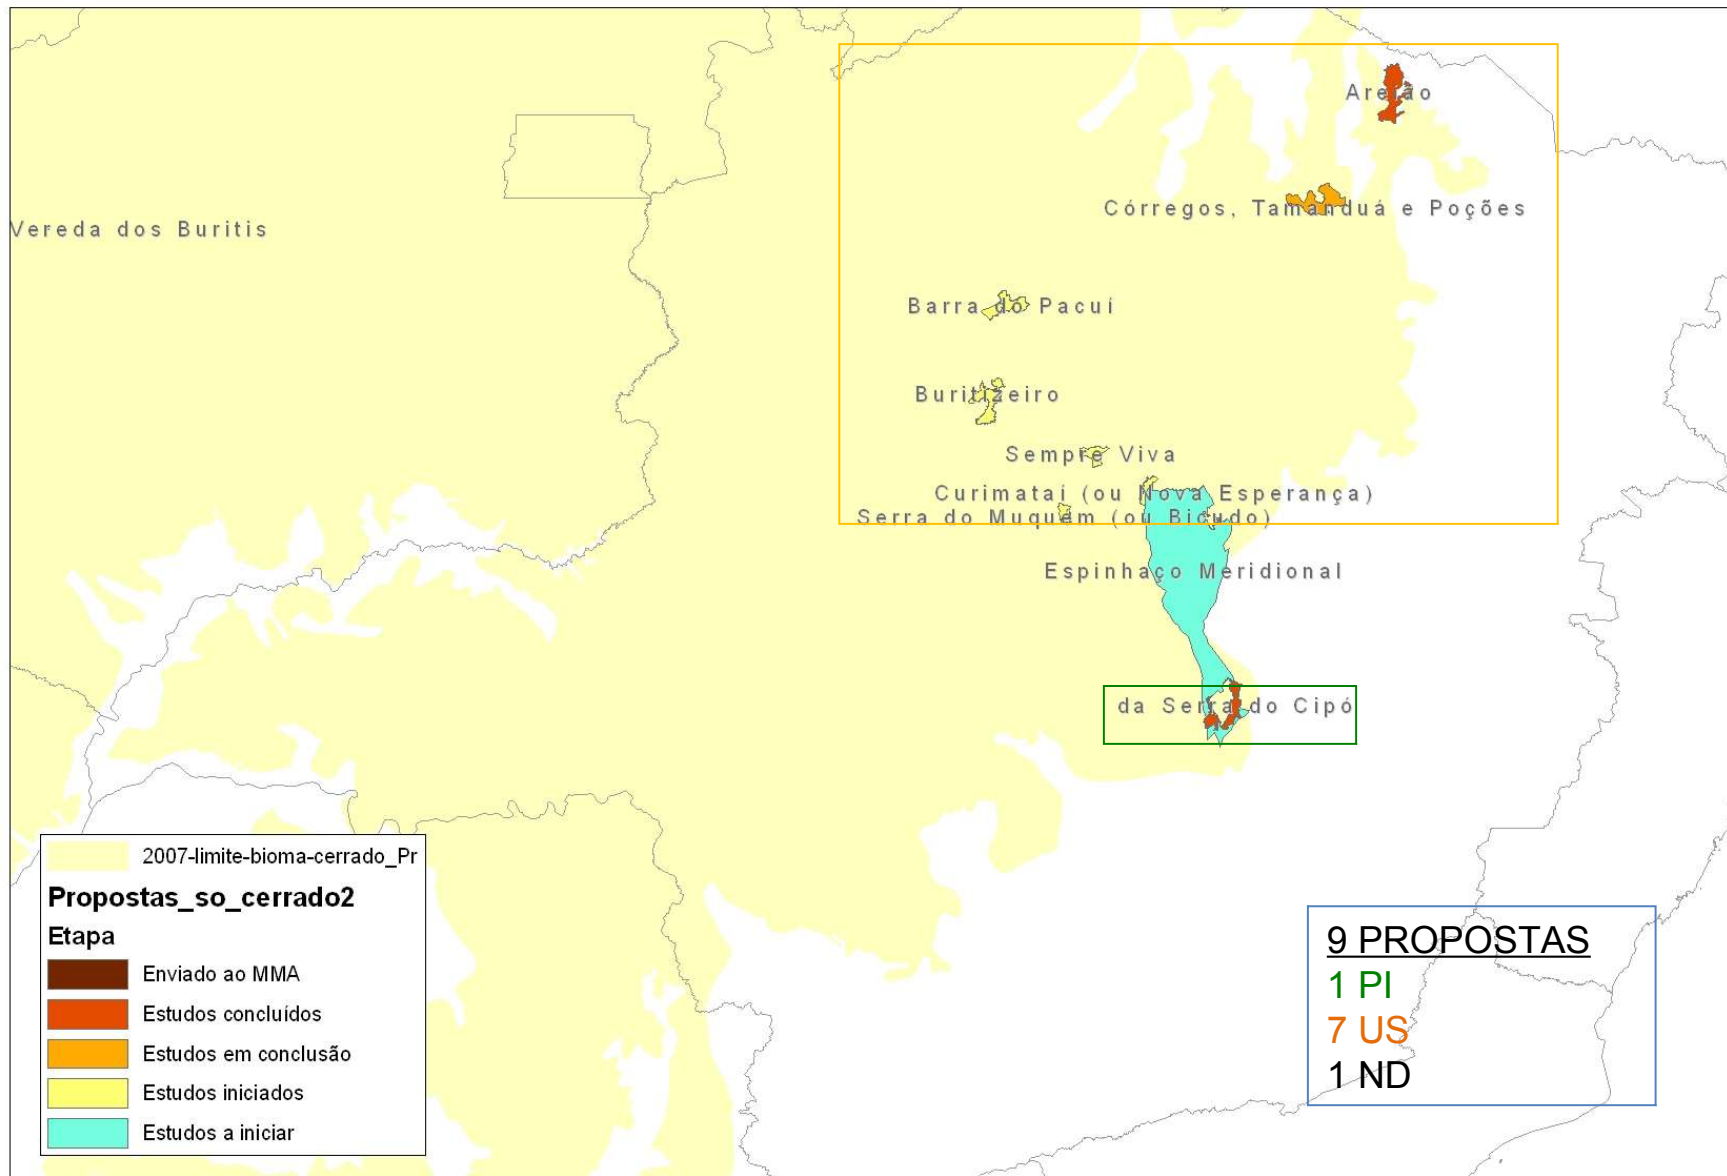 Areião
Córregos, Tamanduá e Poções
Vereda dos Buritis
Barra do Pacuí
Buritizeiro
Sempre Viva
Curimataí (ou Nova Esperança)
Serra do Muquém (ou Bicudo)
Espinhaço Meridional
da Serra do Cipó
2007-limite-bioma-cerrado_Pr
Propostas_so_cerrado2
Etapa
Enviado ao MMA
Estudos concluídos
Estudos em conclusão
Estudos iniciados
Estudos a iniciar
9 PROPOSTAS
1 PI
7 US
1 ND